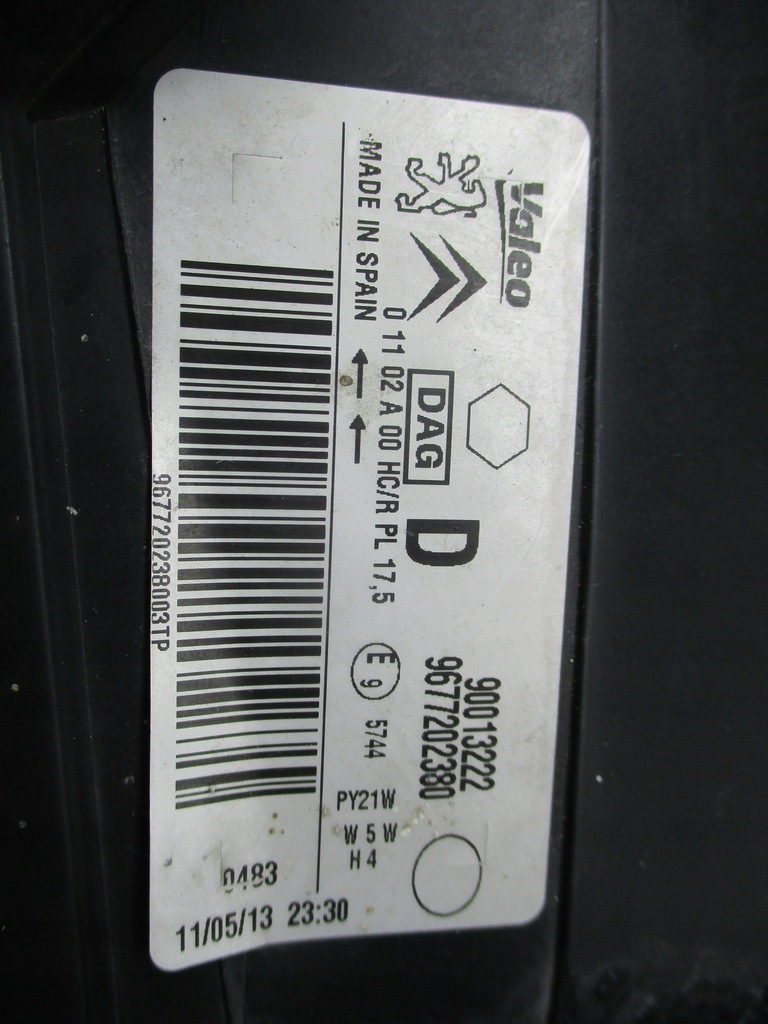 Valeo
90013222
9677202380
DAG
D
0 11 02 A 00 HC/R PL 17,5
MADE IN SPAIN
E 9
5744
PY21W
W 5 W
H 4
0483
967720238003TP
11/05/13 23:30